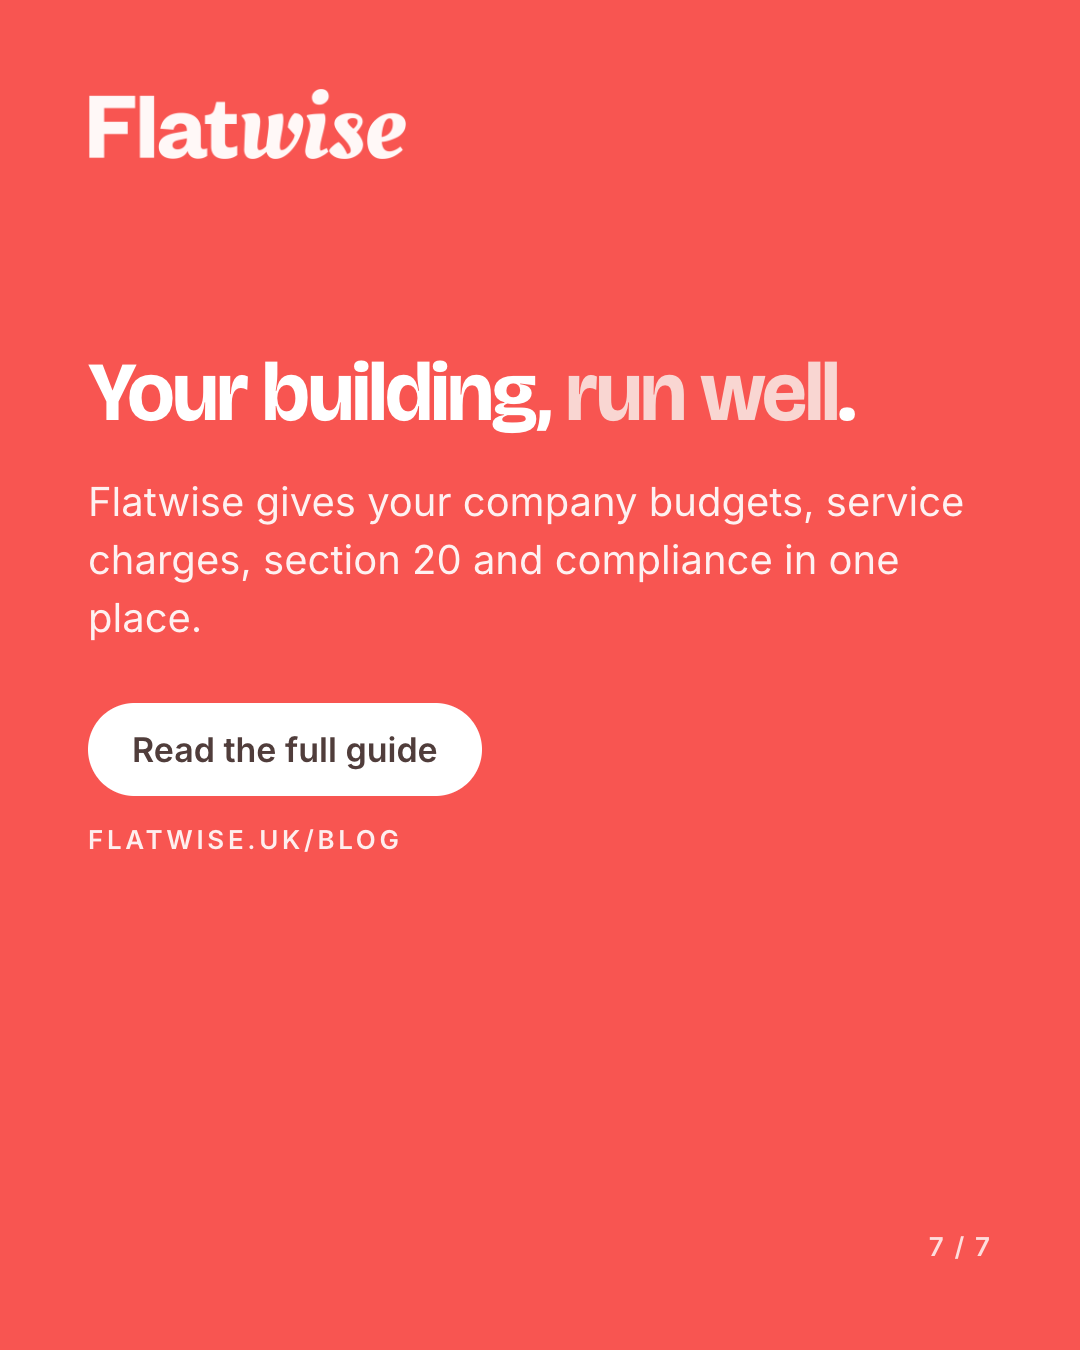 Flatwise
Your building, run well.
Flatwise gives your company budgets, service
charges, section 20 and compliance in one
place.
Read the full guide
FLATWISE.UK/BLOG
7 / 7